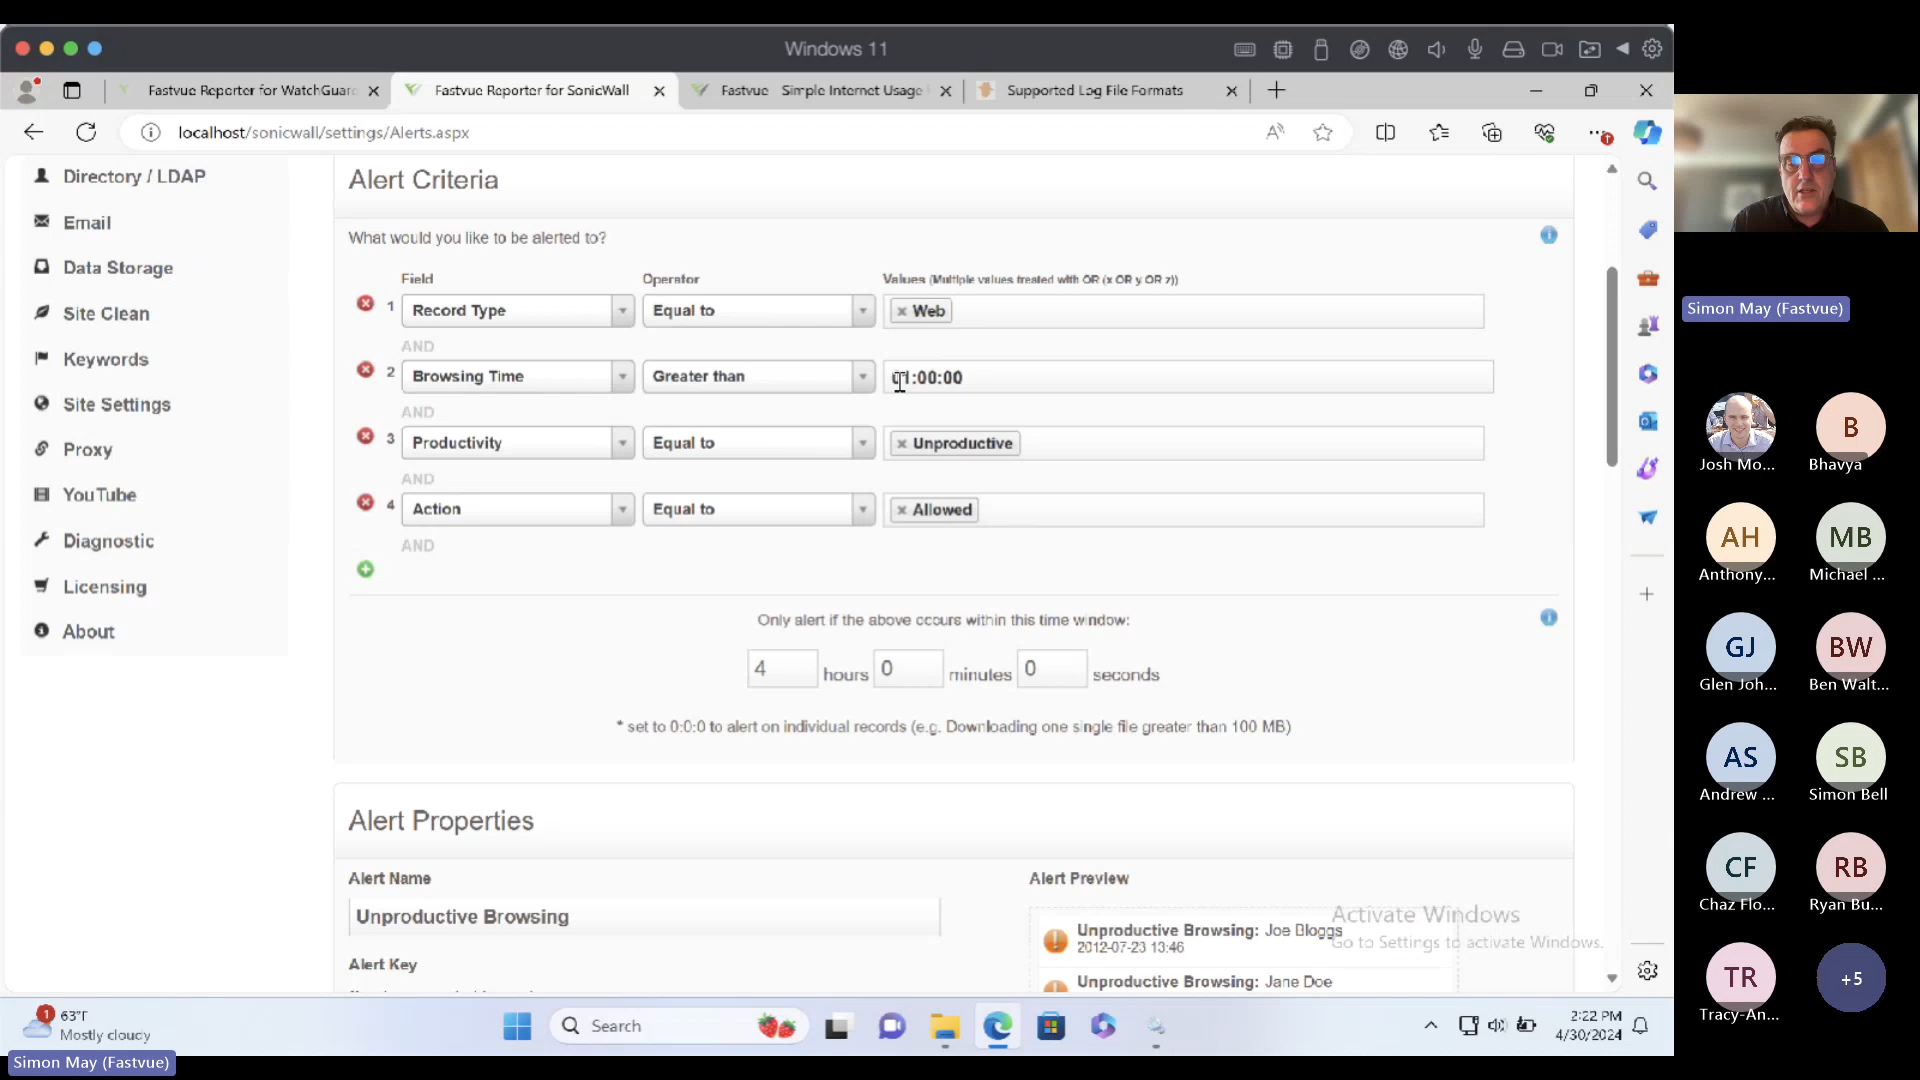 Windows 11
Fastvue Reporter for WatchGuard
Fastvue Reporter for SonicWall
Fastvue Simple Internet Usage
Supported Log File Formats
localhost/sonicwall/settings/Alerts.aspx
Directory / LDAP
Email
Data Storage
Site Clean
Keywords
Site Settings
Proxy
YouTube
Diagnostic
Licensing
About
Alert Criteria
What would you like to be alerted to?
Field
Operator
Values (Multiple values treated with OR (x OR y OR z))
1 Record Type Equal to × Web
AND
2 Browsing Time Greater than 01:00:00
AND
3 Productivity Equal to × Unproductive
AND
4 Action Equal to × Allowed
AND
Only alert if the above occurs within this time window:
4 hours 0 minutes 0 seconds
* set to 0:0:0 to alert on individual records (e.g. Downloading one single file greater than 100 MB)
Alert Properties
Alert Name
Unproductive Browsing
Alert Key
Alert Preview
Unproductive Browsing: Joe Bloggs
2012-07-23 13:46
Unproductive Browsing: Jane Doe
Activate Windows
Go to Settings to activate Windows.
1
63°F
Mostly cloudy
Search
2:22 PM
4/30/2024
Simon May (Fastvue)
Simon May (Fastvue)
Josh Mo...
B
Bhavya
AH
Anthony...
MB
Michael ...
GJ
Glen Joh...
BW
Ben Walt...
AS
Andrew ...
SB
Simon Bell
CF
Chaz Flo...
RB
Ryan Bu...
TR
Tracy-An...
+5